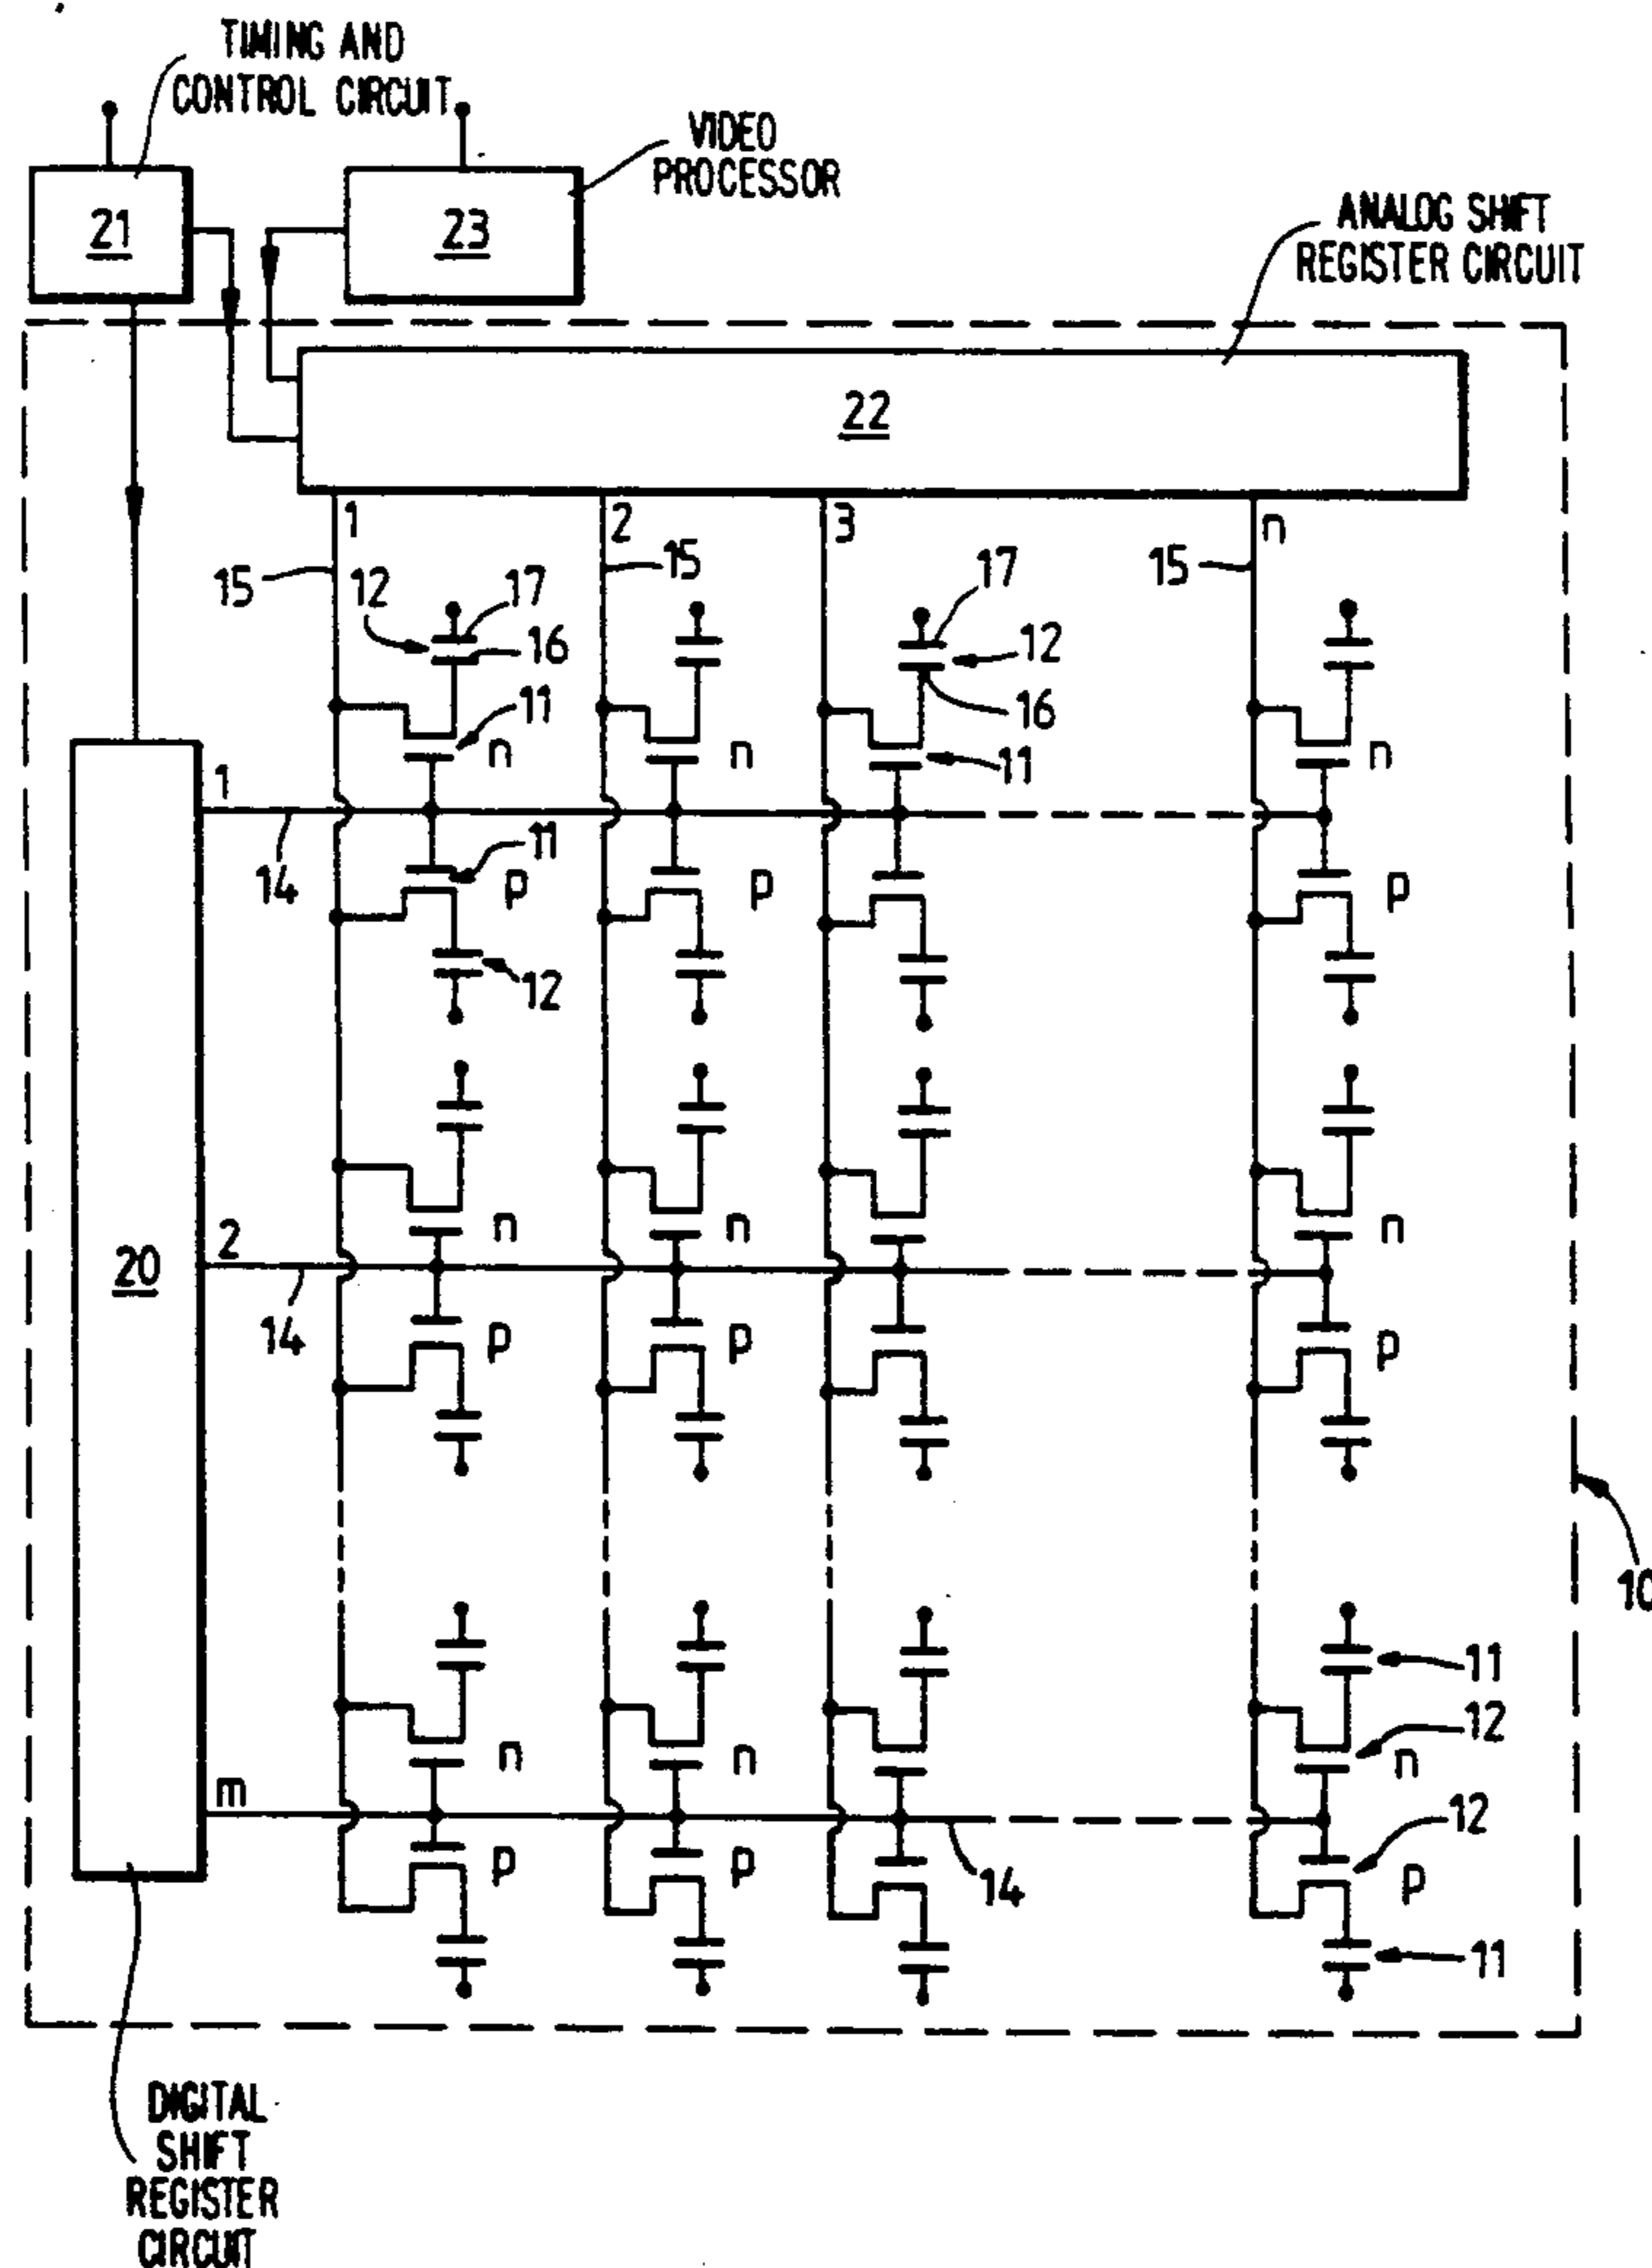 TIMING AND
CONTROL CIRCUIT
VIDEO
PROCESSOR
21
23
ANALOG SHIFT
REGISTER CIRCUIT
22
1
2
3
n
15
15
15
12
17
16
17
12
16
11
n
n
11
n
1
14
11
p
p
p
12
2
n
n
n
20
14
p
p
p
10
11
12
n
n
n
m
12
p
p
14
p
11
DIGITAL
SHIFT
REGISTER
CIRCUIT